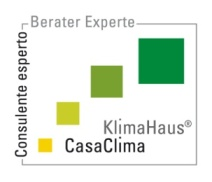 Berater Experte
Consulente esperto
KlimaHaus®
CasaClima